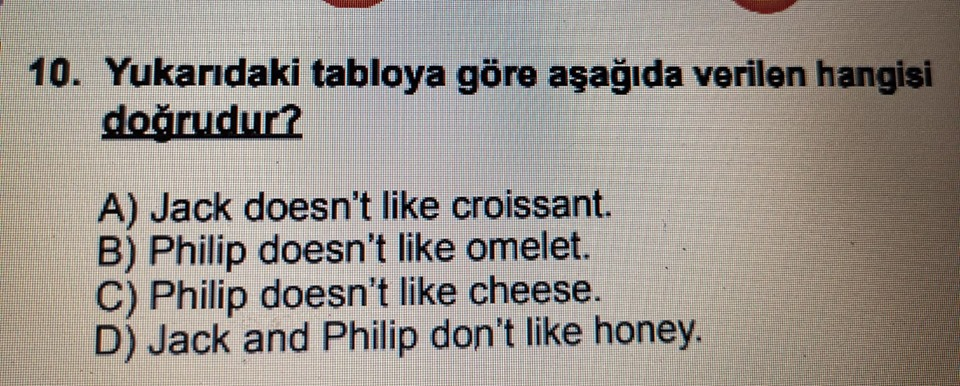 10. Yukarıdaki tabloya göre aşağıda verilen hangisi
doğrudur?
A) Jack doesn't like croissant.
B) Philip doesn't like omelet.
C) Philip doesn't like cheese.
D) Jack and Philip don't like honey.